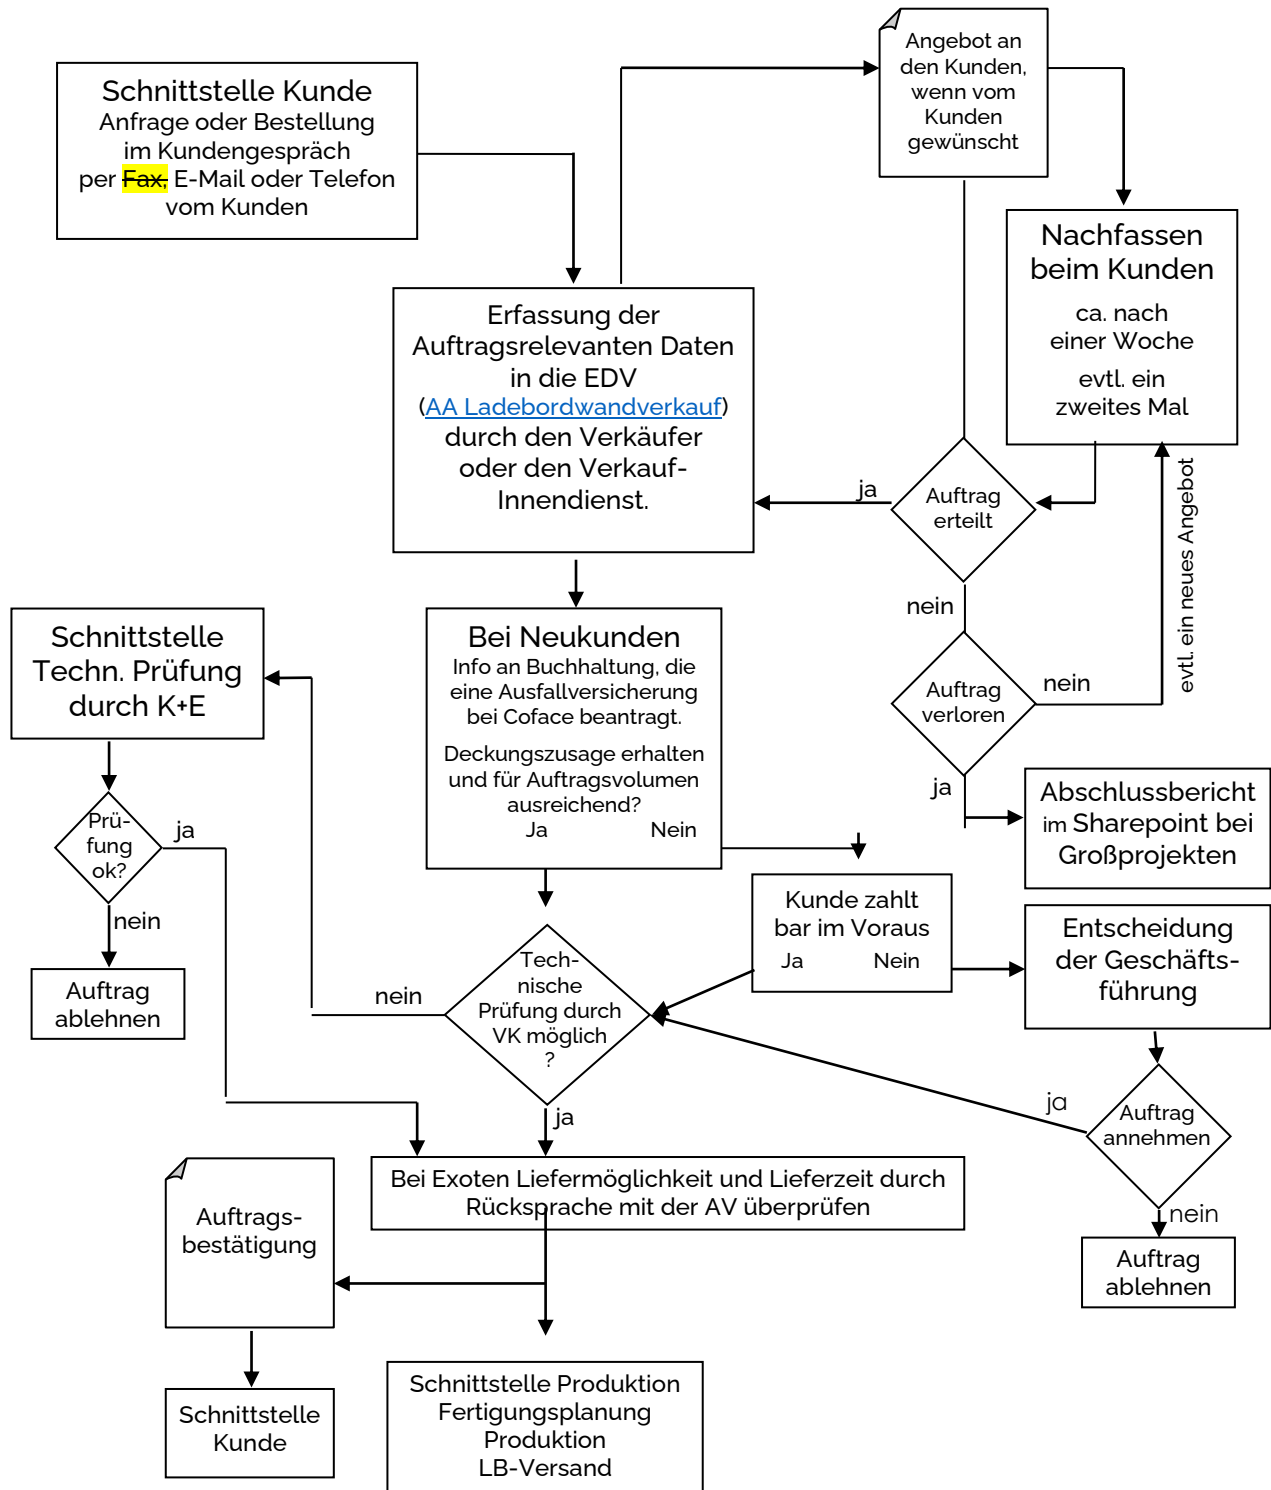 Schnittstelle Kunde
Anfrage oder Bestellung
im Kundengespräch
per Fax, E-Mail oder Telefon
vom Kunden
Angebot an
den Kunden,
wenn vom
Kunden
gewünscht
Nachfassen
beim Kunden
ca. nach
einer Woche
evtl. ein
zweites Mal
Erfassung der
Auftragsrelevanten Daten
in die EDV
(AA Ladebordwandverkauf)
durch den Verkäufer
oder den Verkauf-
Innendienst.
ja
Auftrag
erteilt
evtl. ein neues Angebot
nein
Auftrag
verloren
nein
ja
Abschlussbericht
im Sharepoint bei
Großprojekten
Bei Neukunden
Info an Buchhaltung, die
eine Ausfallversicherung
bei Coface beantragt.
Deckungszusage erhalten
und für Auftragsvolumen
ausreichend?
Ja Nein
Schnittstelle
Techn. Prüfung
durch K+E
Prü-
fung
ok?
ja
nein
Auftrag
ablehnen
Kunde zahlt
bar im Voraus
Ja Nein
Entscheidung
der Geschäfts-
führung
Tech-
nische
Prüfung durch
VK möglich
?
nein
ja
ja
Auftrag
annehmen
nein
Auftrag
ablehnen
Bei Exoten Liefermöglichkeit und Lieferzeit durch
Rücksprache mit der AV überprüfen
Auftrags-
bestätigung
Schnittstelle
Kunde
Schnittstelle Produktion
Fertigungsplanung
Produktion
LB-Versand